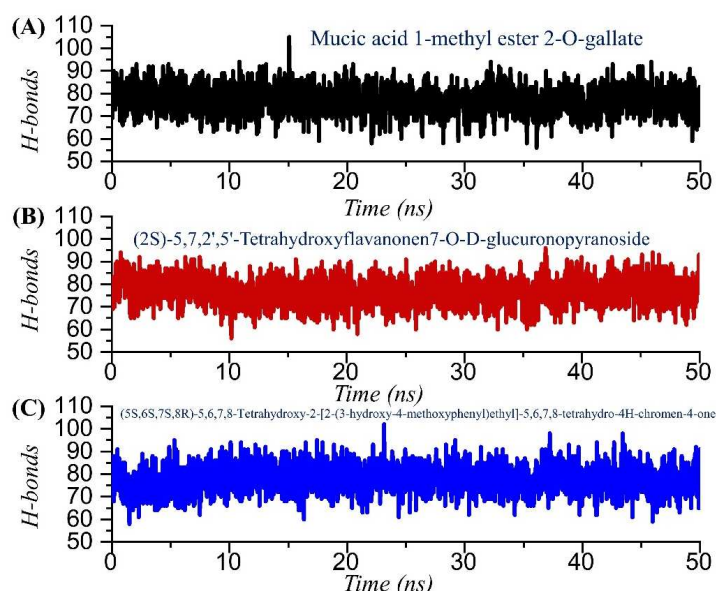 (A)
Mucic acid 1-methyl ester 2-O-gallate
H-bonds
110
100
90
80
70
60
50
0 10 20 30 40 50
Time (ns)
(B)
(2S)-5,7,2',5'-Tetrahydroxyflavanonen7-O-D-glucuronopyranoside
H-bonds
110
100
90
80
70
60
50
0 10 20 30 40 50
Time (ns)
(C)
(5S,6S,7S,8R)-5,6,7,8-Tetrahydroxy-2-[2-(3-hydroxy-4-methoxyphenyl)ethyl]-5,6,7,8-tetrahydro-4H-chromen-4-one
H-bonds
110
100
90
80
70
60
50
0 10 20 30 40 50
Time (ns)